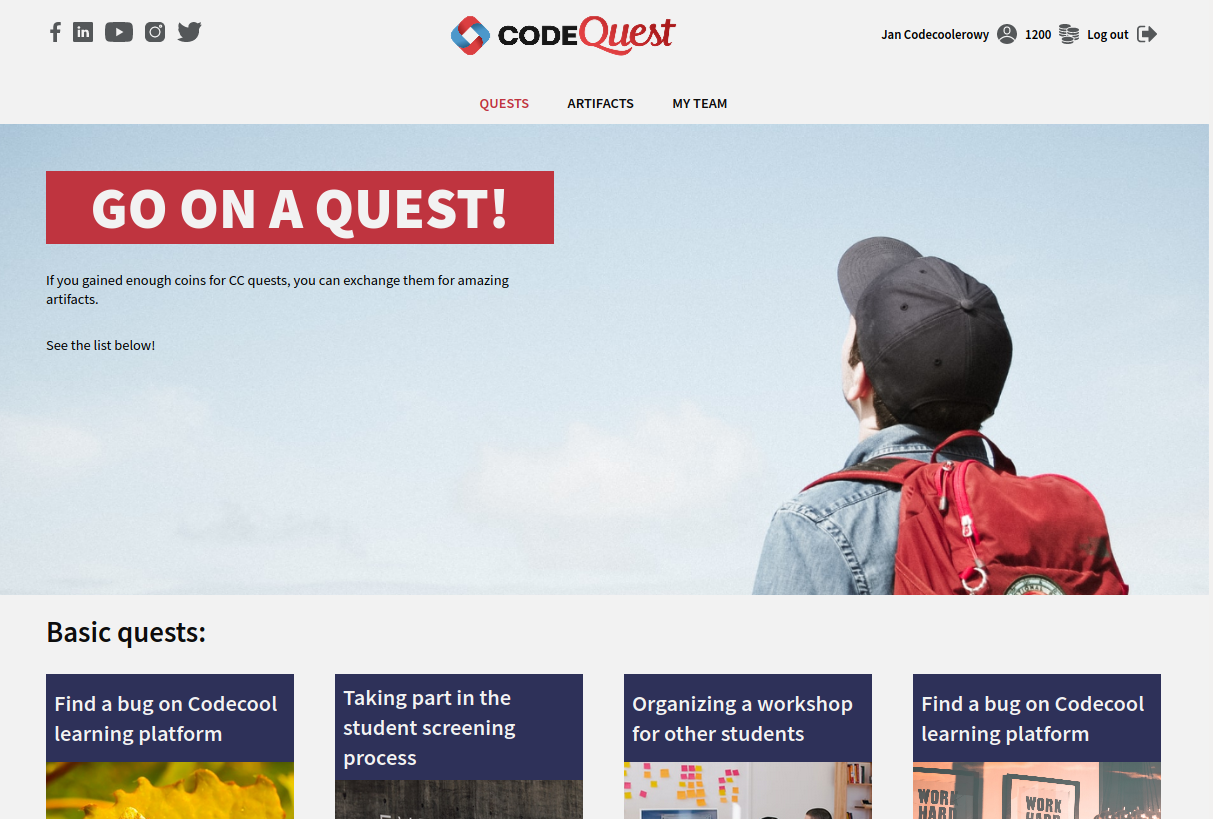 CODEQuest
Jan Codecoolerowy 1200 Log out
QUESTS ARTIFACTS MY TEAM
GO ON A QUEST!
If you gained enough coins for CC quests, you can exchange them for amazing
artifacts.
See the list below!
Basic quests:
Find a bug on Codecool
learning platform
Taking part in the
student screening
process
Organizing a workshop
for other students
Find a bug on Codecool
learning platform
WORK
HARD
WORK
HARD